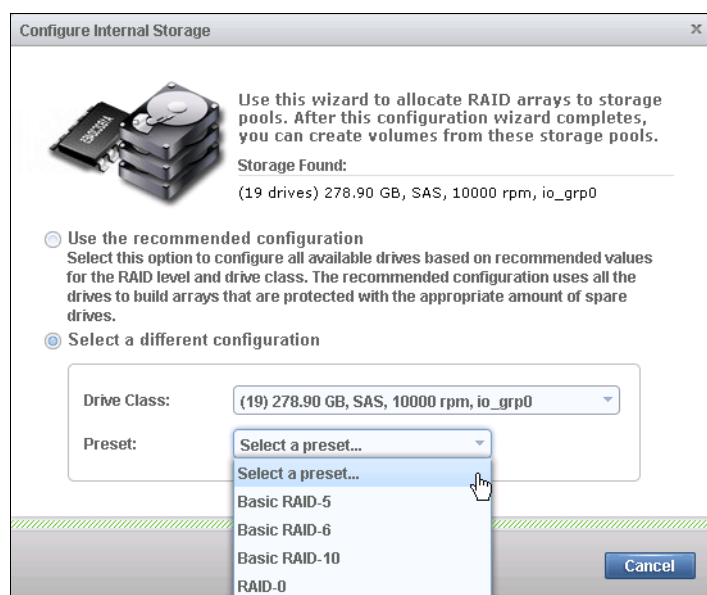 Configure Internal Storage
x
Use this wizard to allocate RAID arrays to storage
pools. After this configuration wizard completes,
you can create volumes from these storage pools.
Storage Found:
(19 drives) 278.90 GB, SAS, 10000 rpm, io_grp0
Use the recommended configuration
Select this option to configure all available drives based on recommended values
for the RAID level and drive class. The recommended configuration uses all the
drives to build arrays that are protected with the appropriate amount of spare
drives.
Select a different configuration
Drive Class:
(19) 278.90 GB, SAS, 10000 rpm, io_grp0
Preset:
Select a preset...
Select a preset...
Basic RAID-5
Basic RAID-6
Basic RAID-10
RAID-0
Cancel